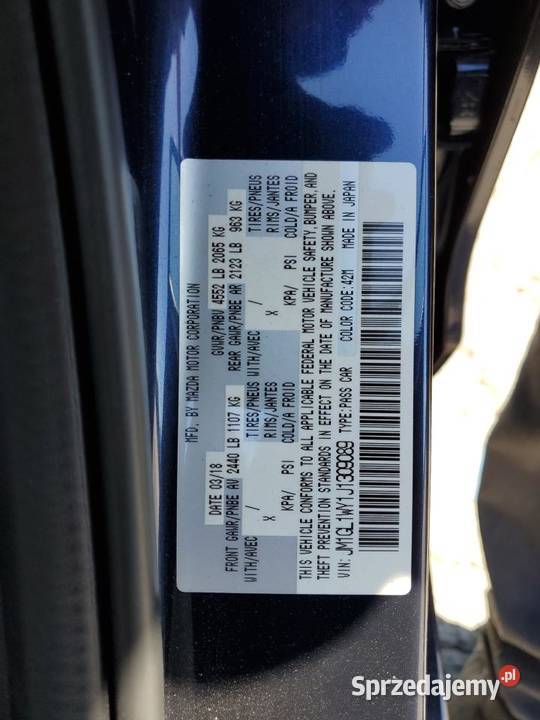 MFD. BY MAZDA MOTOR CORPORATION
DATE 03/18 GVWR/PNBV 4552 LB 2065 KG
FRONT GAWR/PNBE AV 2440 LB 1107 KG REAR GAWR/PNBE AR 2123 LB 963 KG
WITH/AVEC / TIRES/PNEUS WITH/AVEC / TIRES/PNEUS
X RIMS/JANTES X RIMS/JANTES
KPA/ PSI COLD/A FROID KPA/ PSI COLD/A FROID
THIS VEHICLE CONFORMS TO ALL APPLICABLE FEDERAL MOTOR VEHICLE SAFETY, BUMPER, AND
THEFT PREVENTION STANDARDS IN EFFECT ON THE DATE OF MANUFACTURE SHOWN ABOVE.
VIN: JM1GL1WY1J1309089 TYPE:PASS CAR COLOR CODE:42M MADE IN JAPAN
Sprzedajemy.pl